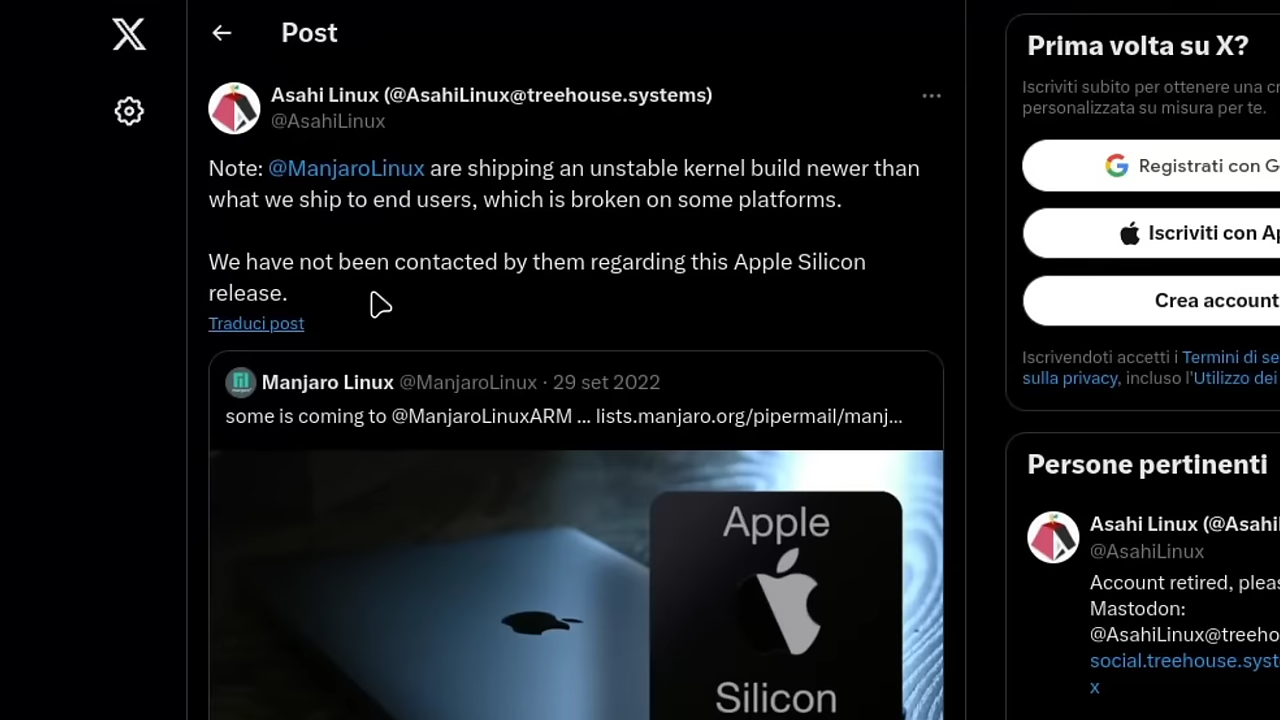 Post
Asahi Linux (@AsahiLinux@treehouse.systems)
@AsahiLinux
Note: @ManjaroLinux are shipping an unstable kernel build newer than
what we ship to end users, which is broken on some platforms.
We have not been contacted by them regarding this Apple Silicon
release.
Traduci post
Manjaro Linux @ManjaroLinux · 29 set 2022
some is coming to @ManjaroLinuxARM ... lists.manjaro.org/pipermail/manj...
Apple
Silicon
Prima volta su X?
Iscriviti subito per ottenere una cr
personalizzata su misura per te.
Registrati con G
Iscriviti con Ap
Crea account
Iscrivendoti accetti i Termini di se
sulla privacy, incluso l'Utilizzo dei
Persone pertinenti
Asahi Linux (@Asahi
@AsahiLinux
Account retired, pleas
Mastodon:
@AsahiLinux@treeho
social.treehouse.syst
x